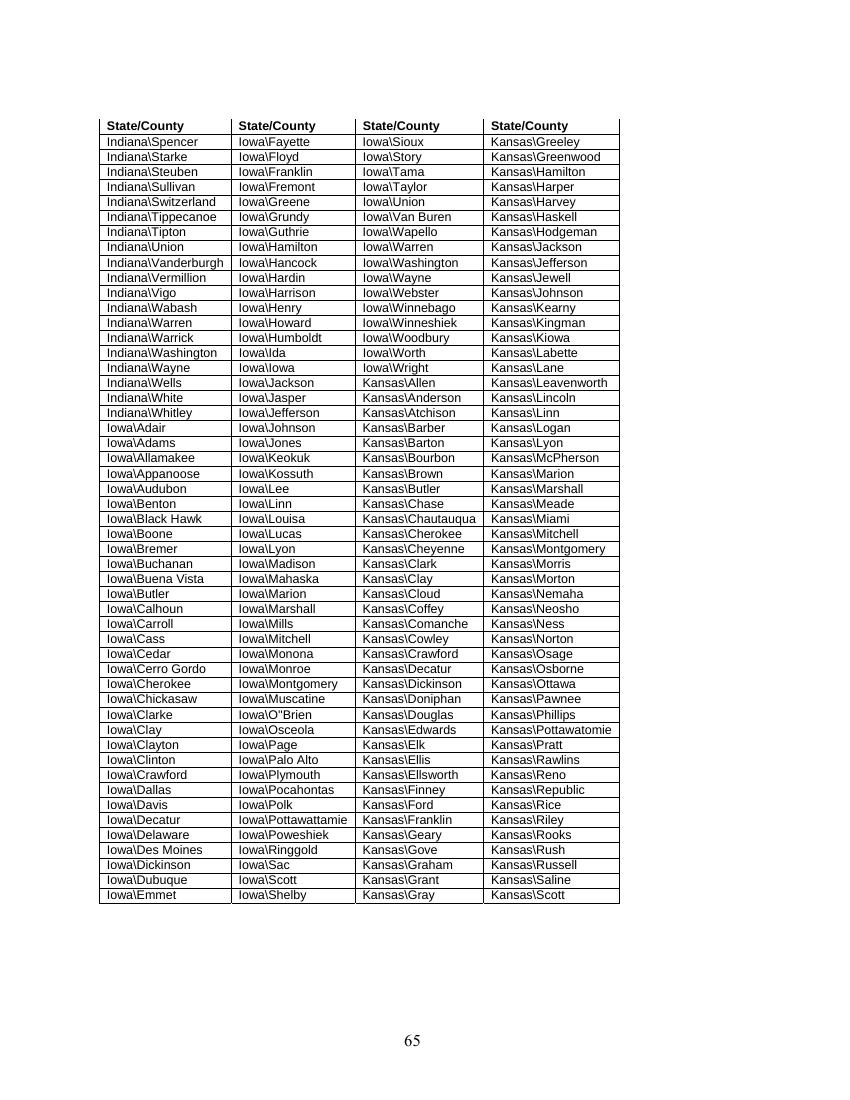 State/County State/County State/County State/County
Indiana\Spencer Iowa\Fayette Iowa\Sioux Kansas\Greeley
Indiana\Starke Iowa\Floyd Iowa\Story Kansas\Greenwood
Indiana\Steuben Iowa\Franklin Iowa\Tama Kansas\Hamilton
Indiana\Sullivan Iowa\Fremont Iowa\Taylor Kansas\Harper
Indiana\Switzerland Iowa\Greene Iowa\Union Kansas\Harvey
Indiana\Tippecanoe Iowa\Grundy Iowa\Van Buren Kansas\Haskell
Indiana\Tipton Iowa\Guthrie Iowa\Wapello Kansas\Hodgeman
Indiana\Union Iowa\Hamilton Iowa\Warren Kansas\Jackson
Indiana\Vanderburgh Iowa\Hancock Iowa\Washington Kansas\Jefferson
Indiana\Vermillion Iowa\Hardin Iowa\Wayne Kansas\Jewell
Indiana\Vigo Iowa\Harrison Iowa\Webster Kansas\Johnson
Indiana\Wabash Iowa\Henry Iowa\Winnebago Kansas\Kearny
Indiana\Warren Iowa\Howard Iowa\Winneshiek Kansas\Kingman
Indiana\Warrick Iowa\Humboldt Iowa\Woodbury Kansas\Kiowa
Indiana\Washington Iowa\Ida Iowa\Worth Kansas\Labette
Indiana\Wayne Iowa\Iowa Iowa\Wright Kansas\Lane
Indiana\Wells Iowa\Jackson Kansas\Allen Kansas\Leavenworth
Indiana\White Iowa\Jasper Kansas\Anderson Kansas\Lincoln
Indiana\Whitley Iowa\Jefferson Kansas\Atchison Kansas\Linn
Iowa\Adair Iowa\Johnson Kansas\Barber Kansas\Logan
Iowa\Adams Iowa\Jones Kansas\Barton Kansas\Lyon
Iowa\Allamakee Iowa\Keokuk Kansas\Bourbon Kansas\McPherson
Iowa\Appanoose Iowa\Kossuth Kansas\Brown Kansas\Marion
Iowa\Audubon Iowa\Lee Kansas\Butler Kansas\Marshall
Iowa\Benton Iowa\Linn Kansas\Chase Kansas\Meade
Iowa\Black Hawk Iowa\Louisa Kansas\Chautauqua Kansas\Miami
Iowa\Boone Iowa\Lucas Kansas\Cherokee Kansas\Mitchell
Iowa\Bremer Iowa\Lyon Kansas\Cheyenne Kansas\Montgomery
Iowa\Buchanan Iowa\Madison Kansas\Clark Kansas\Morris
Iowa\Buena Vista Iowa\Mahaska Kansas\Clay Kansas\Morton
Iowa\Butler Iowa\Marion Kansas\Cloud Kansas\Nemaha
Iowa\Calhoun Iowa\Marshall Kansas\Coffey Kansas\Neosho
Iowa\Carroll Iowa\Mills Kansas\Comanche Kansas\Ness
Iowa\Cass Iowa\Mitchell Kansas\Cowley Kansas\Norton
Iowa\Cedar Iowa\Monona Kansas\Crawford Kansas\Osage
Iowa\Cerro Gordo Iowa\Monroe Kansas\Decatur Kansas\Osborne
Iowa\Cherokee Iowa\Montgomery Kansas\Dickinson Kansas\Ottawa
Iowa\Chickasaw Iowa\Muscatine Kansas\Doniphan Kansas\Pawnee
Iowa\Clarke Iowa\O"Brien Kansas\Douglas Kansas\Phillips
Iowa\Clay Iowa\Osceola Kansas\Edwards Kansas\Pottawatomie
Iowa\Clayton Iowa\Page Kansas\Elk Kansas\Pratt
Iowa\Clinton Iowa\Palo Alto Kansas\Ellis Kansas\Rawlins
Iowa\Crawford Iowa\Plymouth Kansas\Ellsworth Kansas\Reno
Iowa\Dallas Iowa\Pocahontas Kansas\Finney Kansas\Republic
Iowa\Davis Iowa\Polk Kansas\Ford Kansas\Rice
Iowa\Decatur Iowa\Pottawattamie Kansas\Franklin Kansas\Riley
Iowa\Delaware Iowa\Poweshiek Kansas\Geary Kansas\Rooks
Iowa\Des Moines Iowa\Ringgold Kansas\Gove Kansas\Rush
Iowa\Dickinson Iowa\Sac Kansas\Graham Kansas\Russell
Iowa\Dubuque Iowa\Scott Kansas\Grant Kansas\Saline
Iowa\Emmet Iowa\Shelby Kansas\Gray Kansas\Scott
65